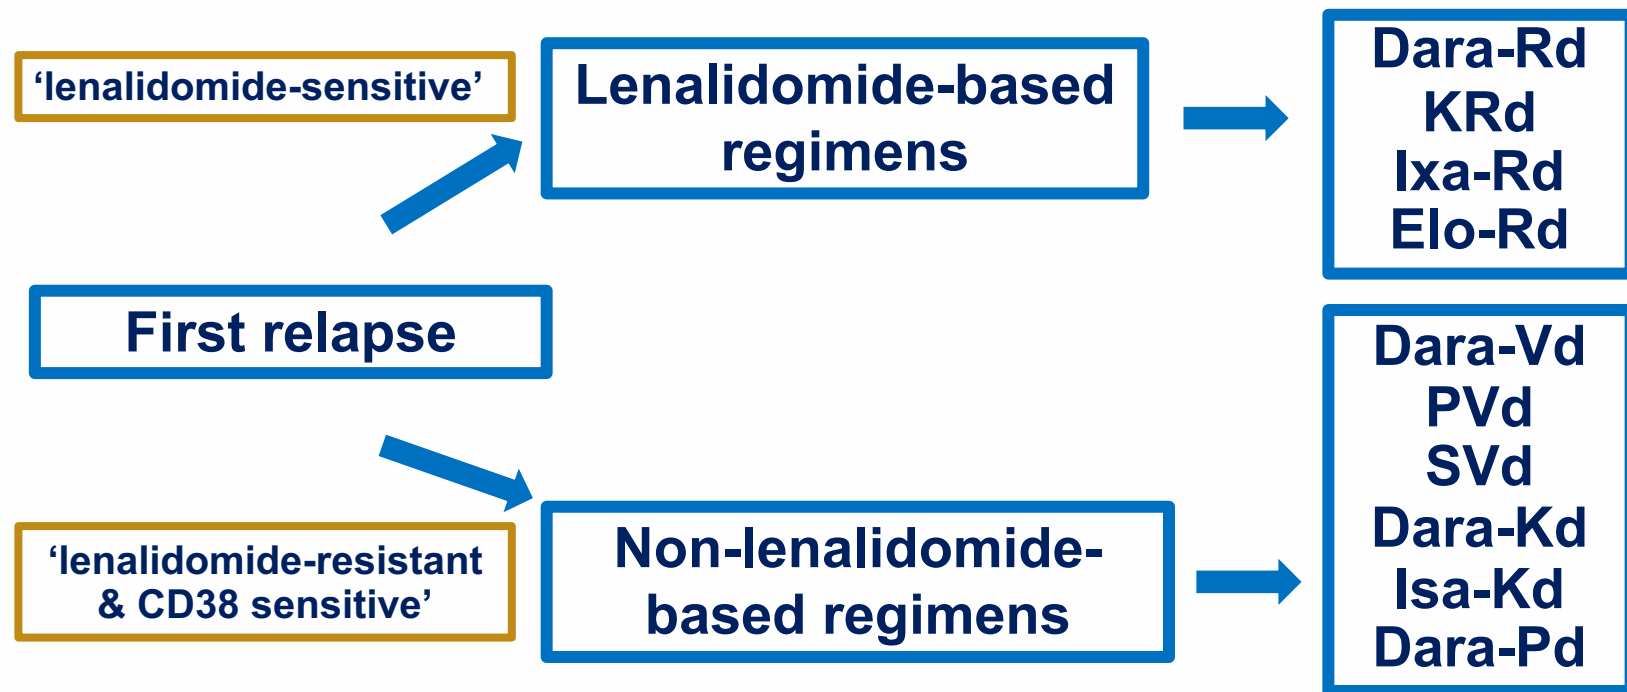 ‘lenalidomide-sensitive’
Lenalidomide-based
regimens
Dara-Rd
KRd
Ixa-Rd
Elo-Rd
First relapse
‘lenalidomide-resistant
& CD38 sensitive’
Non-lenalidomide-
based regimens
Dara-Vd
PVd
SVd
Dara-Kd
Isa-Kd
Dara-Pd